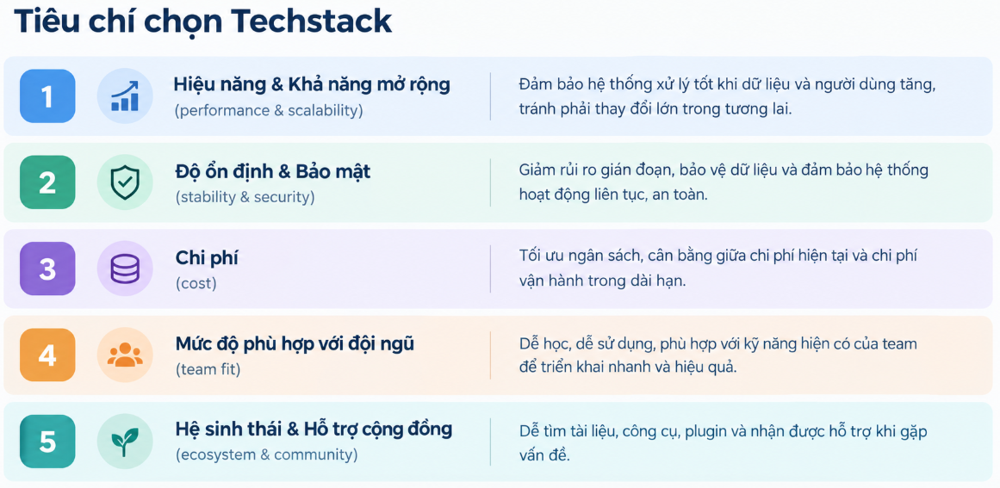 Tiêu chí chọn Techstack
1
Hiệu năng & Khả năng mở rộng
(performance & scalability)
Đảm bảo hệ thống xử lý tốt khi dữ liệu và người dùng tăng,
tránh phải thay đổi lớn trong tương lai.
2
Độ ổn định & Bảo mật
(stability & security)
Giảm rủi ro gián đoạn, bảo vệ dữ liệu và đảm bảo hệ thống
hoạt động liên tục, an toàn.
3
Chi phí
(cost)
Tối ưu ngân sách, cân bằng giữa chi phí hiện tại và chi phí
vận hành trong dài hạn.
4
Mức độ phù hợp với đội ngũ
(team fit)
Dễ học, dễ sử dụng, phù hợp với kỹ năng hiện có của team
để triển khai nhanh và hiệu quả.
5
Hệ sinh thái & Hỗ trợ cộng đồng
(ecosystem & community)
Dễ tìm tài liệu, công cụ, plugin và nhận được hỗ trợ khi gặp
vấn đề.